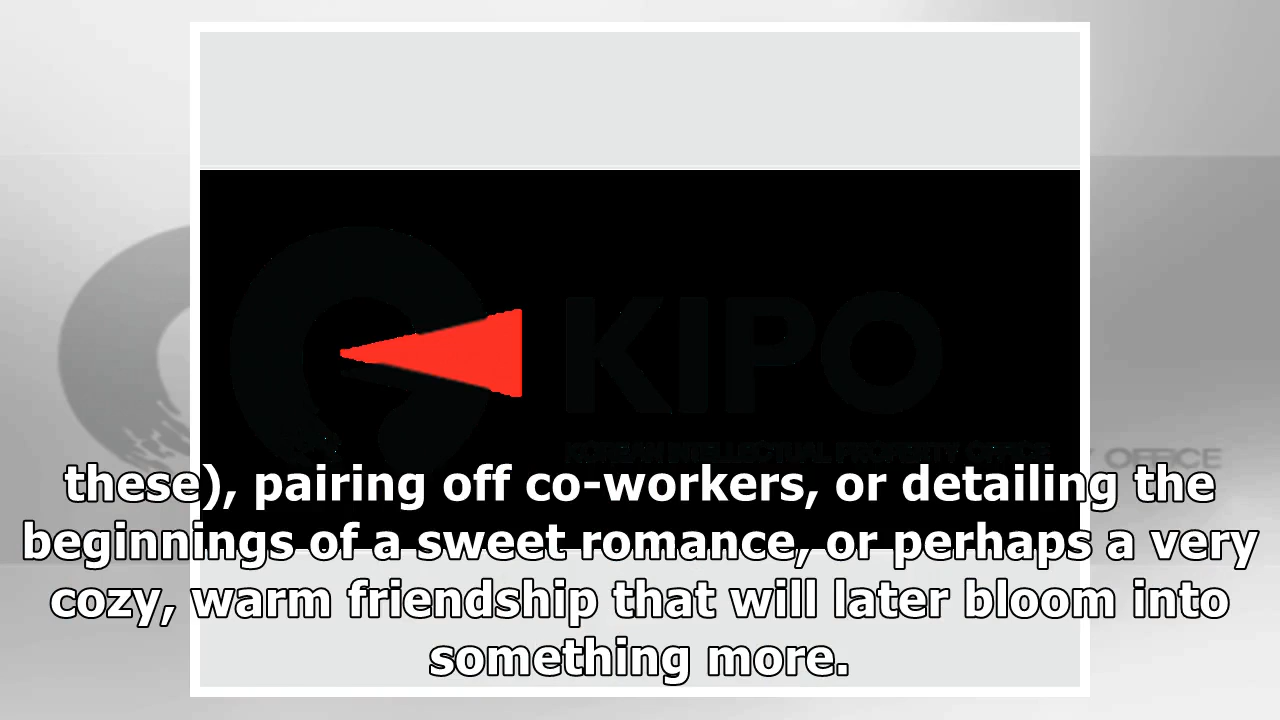 KIPO
KOREAN INTELLECTUAL PROPERTY OFFICE
Y OFFICE
these), pairing off co-workers, or detailing the
beginnings of a sweet romance, or perhaps a very
cozy, warm friendship that will later bloom into
something more.